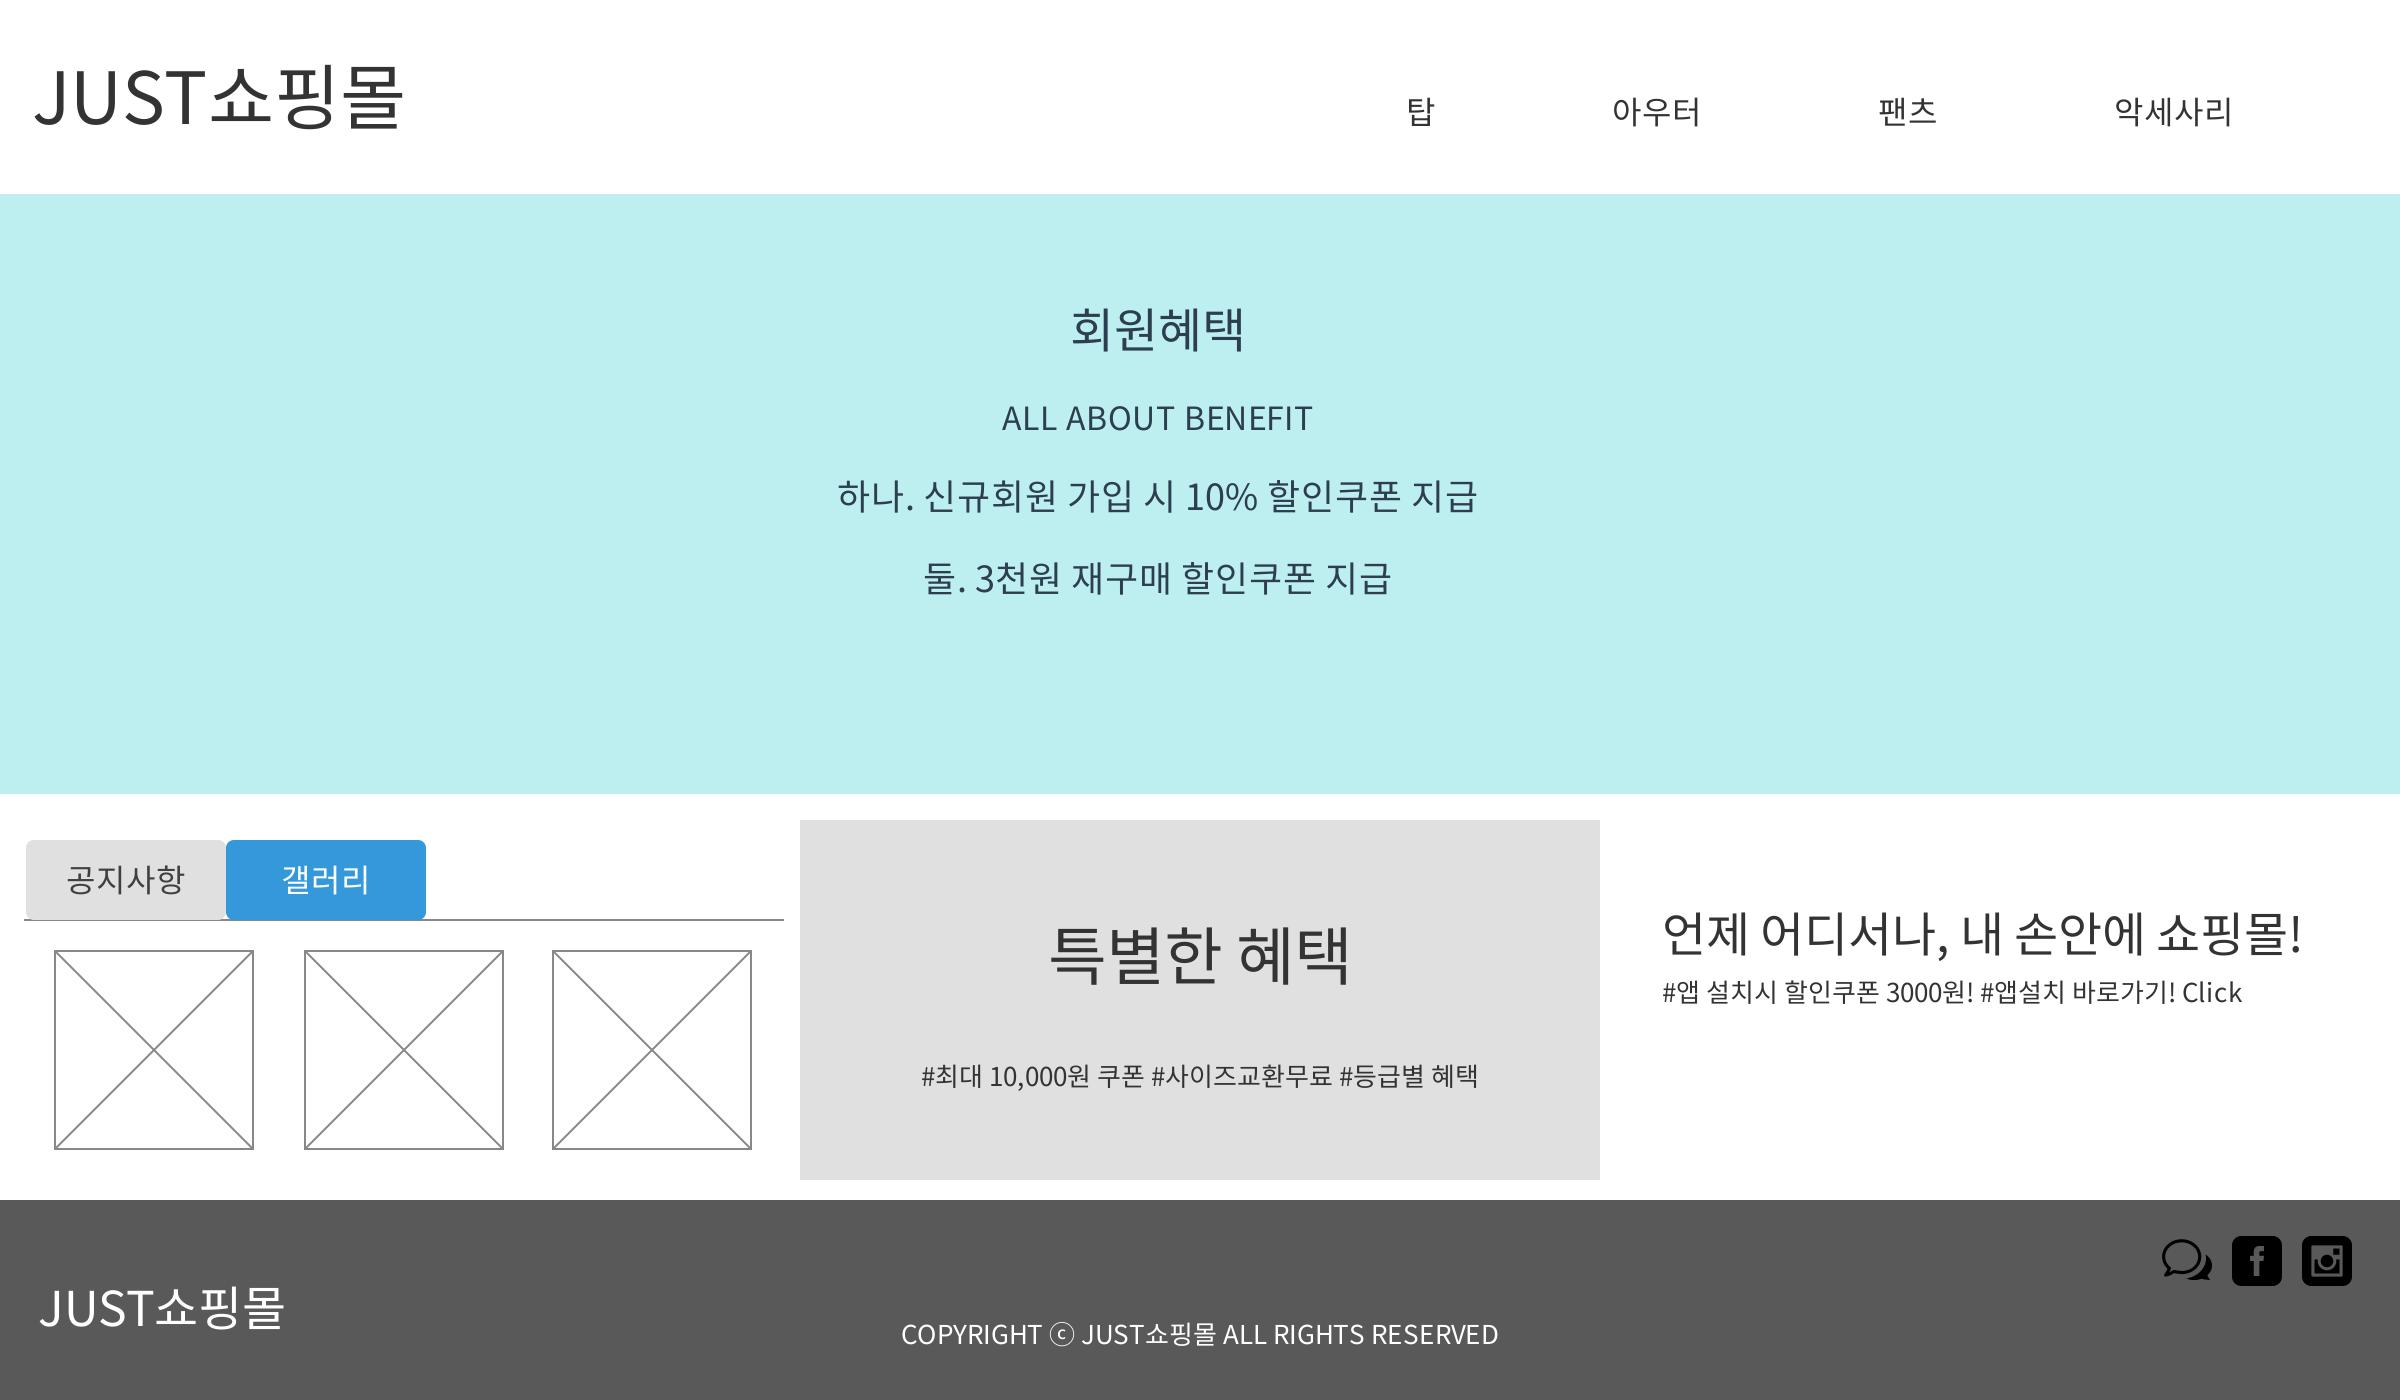 JUST쇼핑몰
탑 아우터 팬츠 악세사리
회원혜택
ALL ABOUT BENEFIT
하나. 신규회원 가입 시 10% 할인쿠폰 지급
둘. 3천원 재구매 할인쿠폰 지급
공지사항 갤러리
특별한 혜택
#최대 10,000원 쿠폰 #사이즈교환무료 #등급별 혜택
언제 어디서나, 내 손안에 쇼핑몰!
#앱 설치시 할인쿠폰 3000원! #앱설치 바로가기! Click
JUST쇼핑몰
COPYRIGHT ⓒ JUST쇼핑몰 ALL RIGHTS RESERVED